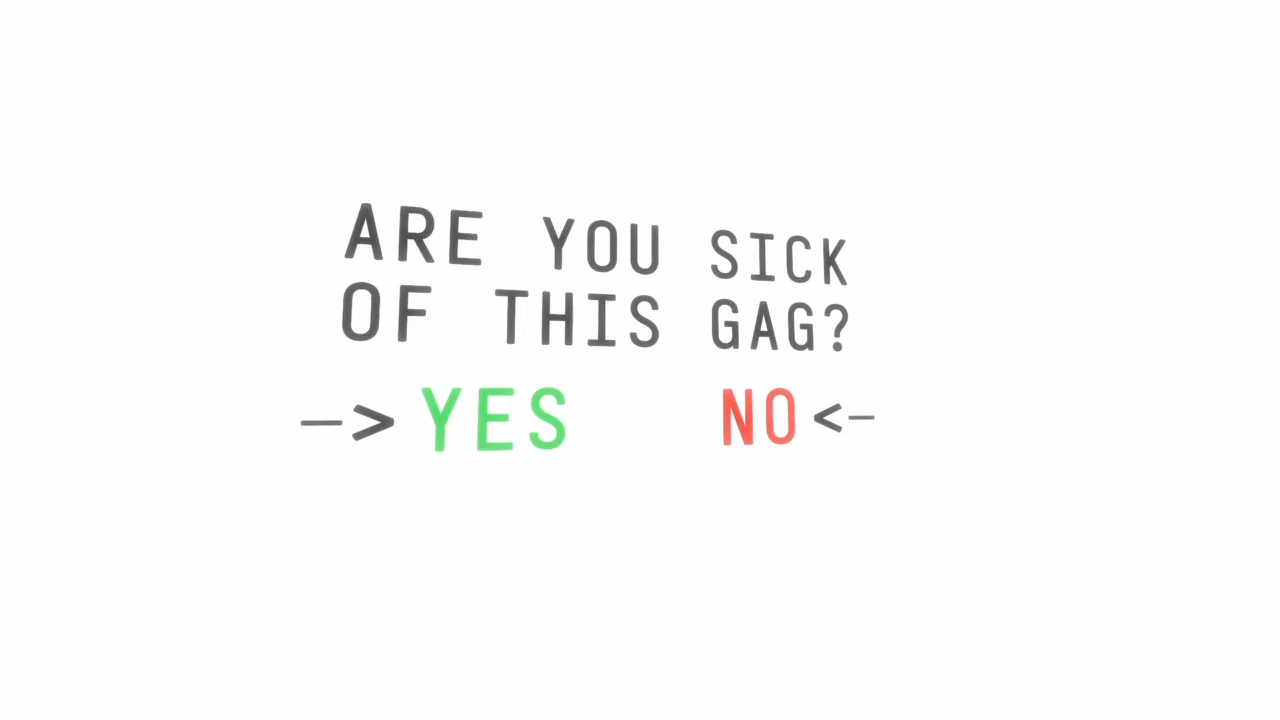 ARE YOU SICK
OF THIS GAG?
—> YES NO <-